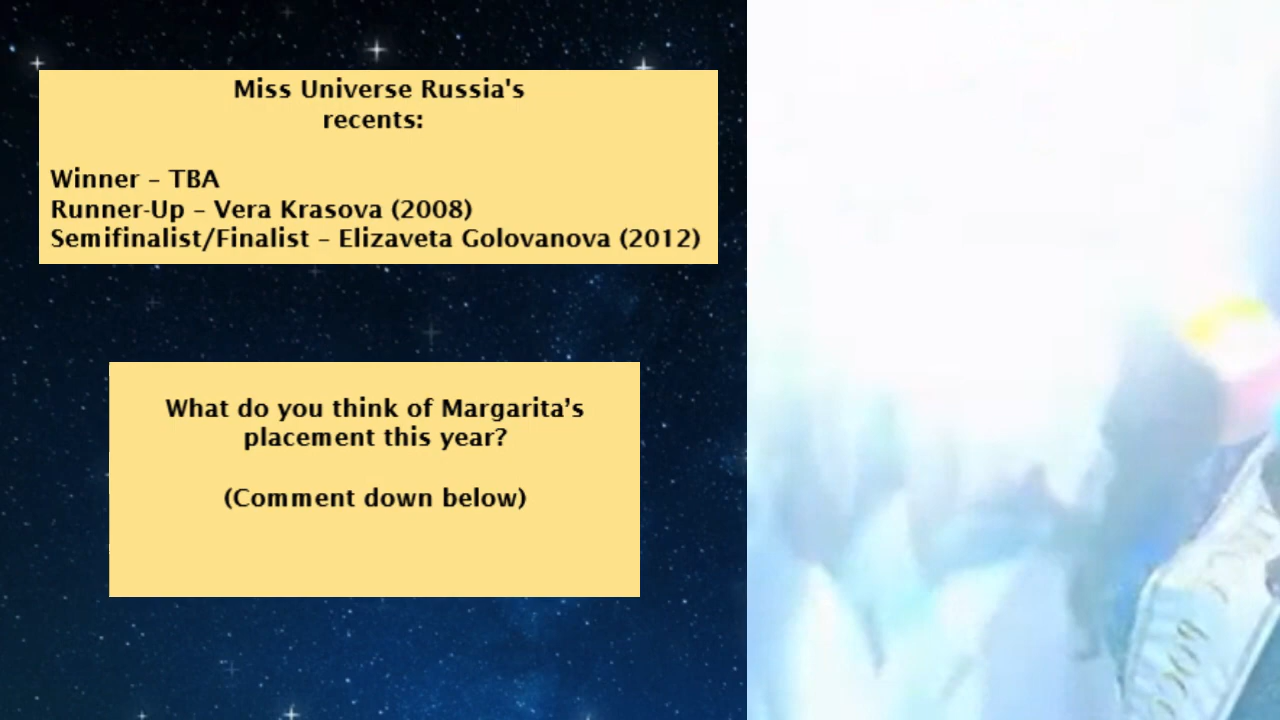 Miss Universe Russia's
recents:
Winner – TBA
Runner-Up – Vera Krasova (2008)
Semifinalist/Finalist – Elizaveta Golovanova (2012)
What do you think of Margarita’s
placement this year?
(Comment down below)